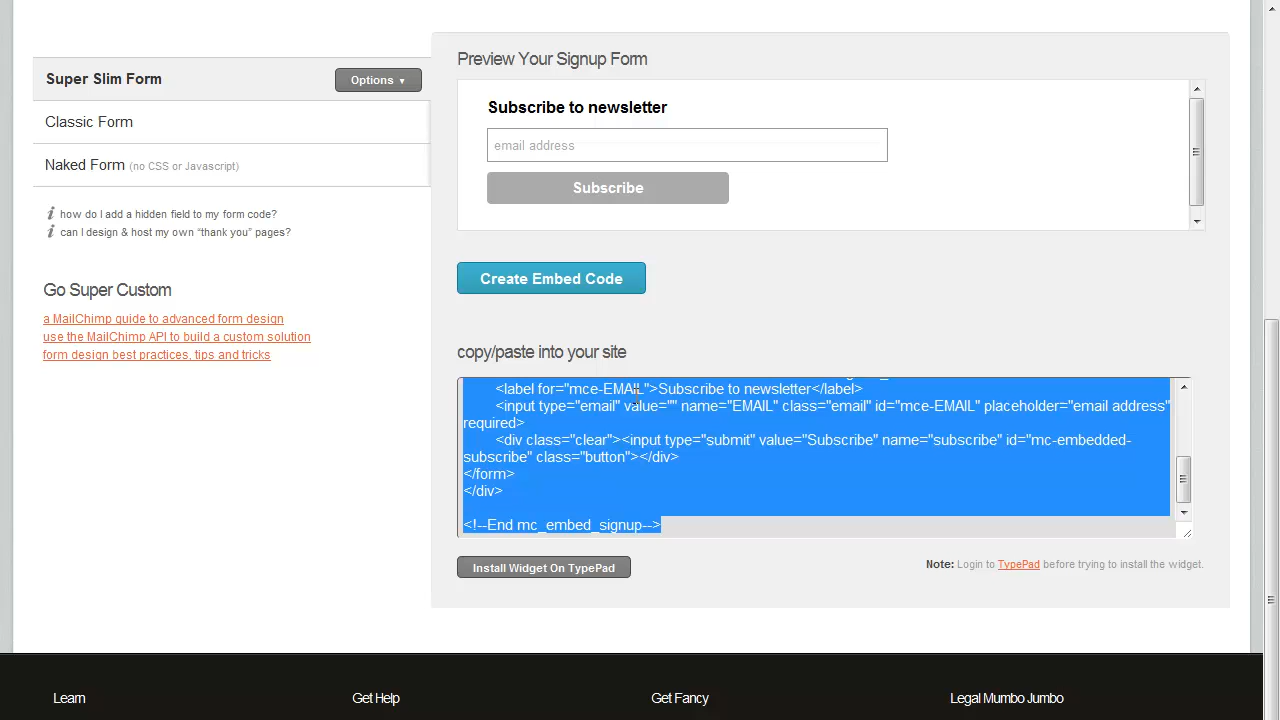 Super Slim Form
Options ▼
Classic Form
Naked Form (no CSS or Javascript)
i how do I add a hidden field to my form code?
i can I design & host my own “thank you” pages?
Go Super Custom
a MailChimp guide to advanced form design
use the MailChimp API to build a custom solution
form design best practices, tips and tricks
Preview Your Signup Form
Subscribe to newsletter
email address
Subscribe
Create Embed Code
copy/paste into your site
<label for="mce-EMAIL">Subscribe to newsletter</label>
<input type="email" value="" name="EMAIL" class="email" id="mce-EMAIL" placeholder="email address"
required>
<div class="clear"><input type="submit" value="Subscribe" name="subscribe" id="mc-embedded-
subscribe" class="button"></div>
</form>
</div>
<!--End mc_embed_signup-->
Install Widget On TypePad
Note: Login to TypePad before trying to install the widget.
Learn
Get Help
Get Fancy
Legal Mumbo Jumbo